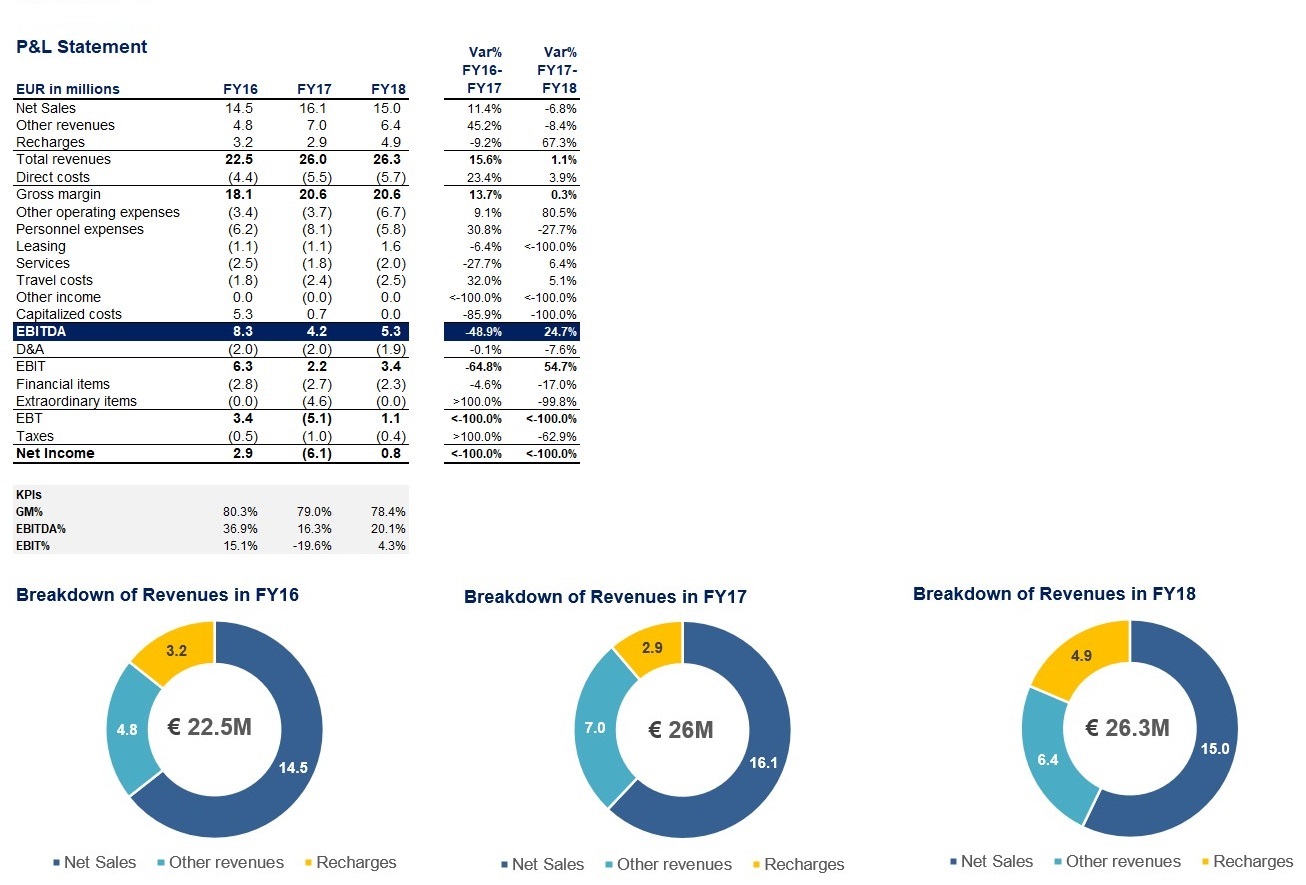 P&L Statement
Var% Var%
FY16- FY17-
EUR in millions FY16 FY17 FY18 FY17 FY18
Net Sales 14.5 16.1 15.0 11.4% -6.8%
Other revenues 4.8 7.0 6.4 45.2% -8.4%
Recharges 3.2 2.9 4.9 -9.2% 67.3%
Total revenues 22.5 26.0 26.3 15.6% 1.1%
Direct costs (4.4) (5.5) (5.7) 23.4% 3.9%
Gross margin 18.1 20.6 20.6 13.7% 0.3%
Other operating expenses (3.4) (3.7) (6.7) 9.1% 80.5%
Personnel expenses (6.2) (8.1) (5.8) 30.8% -27.7%
Leasing (1.1) (1.1) 1.6 -6.4% <-100.0%
Services (2.5) (1.8) (2.0) -27.7% 6.4%
Travel costs (1.8) (2.4) (2.5) 32.0% 5.1%
Other income 0.0 (0.0) 0.0 <-100.0% <-100.0%
Capitalized costs 5.3 0.7 0.0 -85.9% -100.0%
EBITDA 8.3 4.2 5.3 -48.9% 24.7%
D&A (2.0) (2.0) (1.9) -0.1% -7.6%
EBIT 6.3 2.2 3.4 -64.8% 54.7%
Financial items (2.8) (2.7) (2.3) -4.6% -17.0%
Extraordinary items (0.0) (4.6) (0.0) >100.0% -99.8%
EBT 3.4 (5.1) 1.1 <-100.0% <-100.0%
Taxes (0.5) (1.0) (0.4) >100.0% -62.9%
Net Income 2.9 (6.1) 0.8 <-100.0% <-100.0%
KPIs
GM% 80.3% 79.0% 78.4%
EBITDA% 36.9% 16.3% 20.1%
EBIT% 15.1% -19.6% 4.3%
Breakdown of Revenues in FY16
3.2
4.8
€ 22.5M
14.5
Net Sales Other revenues Recharges
Breakdown of Revenues in FY17
2.9
7.0
€ 26M
16.1
Net Sales Other revenues Recharges
Breakdown of Revenues in FY18
4.9
€ 26.3M
15.0
6.4
Net Sales Other revenues Recharges